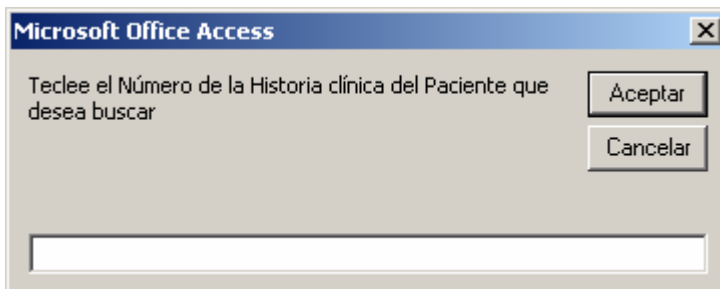 Microsoft Office Access
Teclee el Número de la Historia clínica del Paciente que
desea buscar
Aceptar
Cancelar